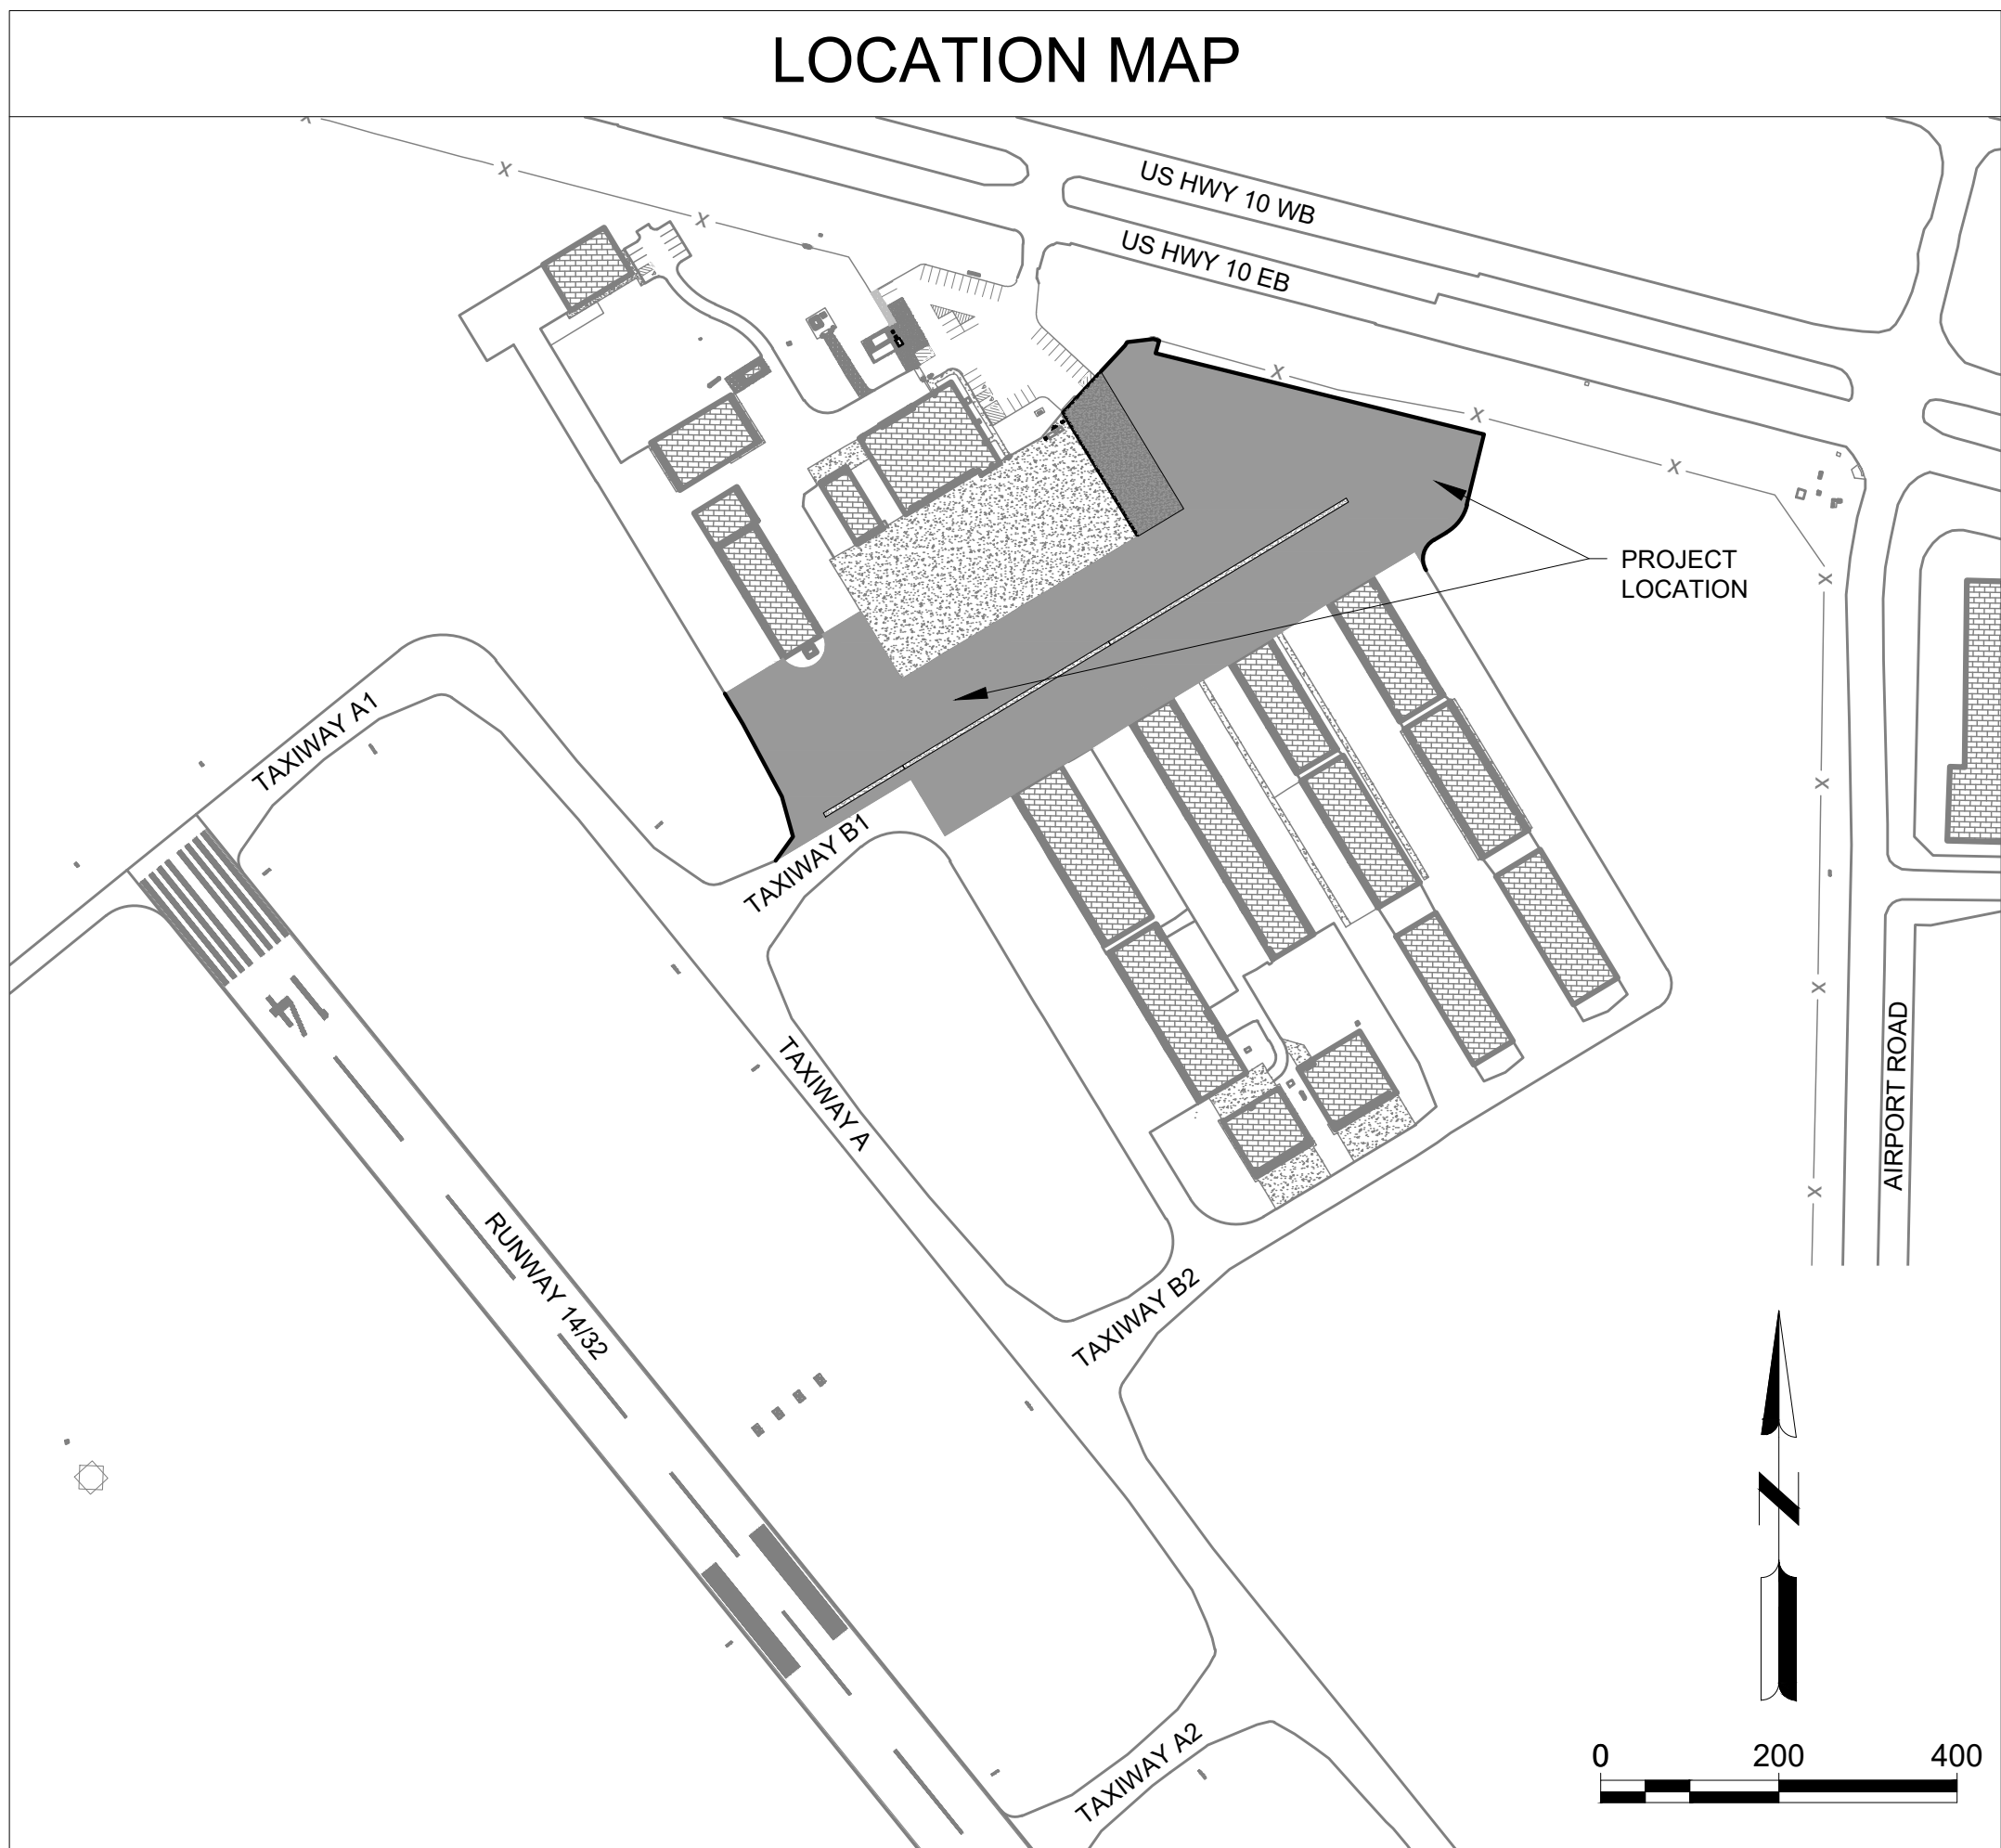 LOCATION MAP
US HWY 10 WB
US HWY 10 EB
PROJECT
LOCATION
TAXIWAY A1
TAXIWAY B1
14
TAXIWAY A
AIRPORT ROAD
RUNWAY 14/32
TAXIWAY B2
TAXIWAY A2
N
0 200 400